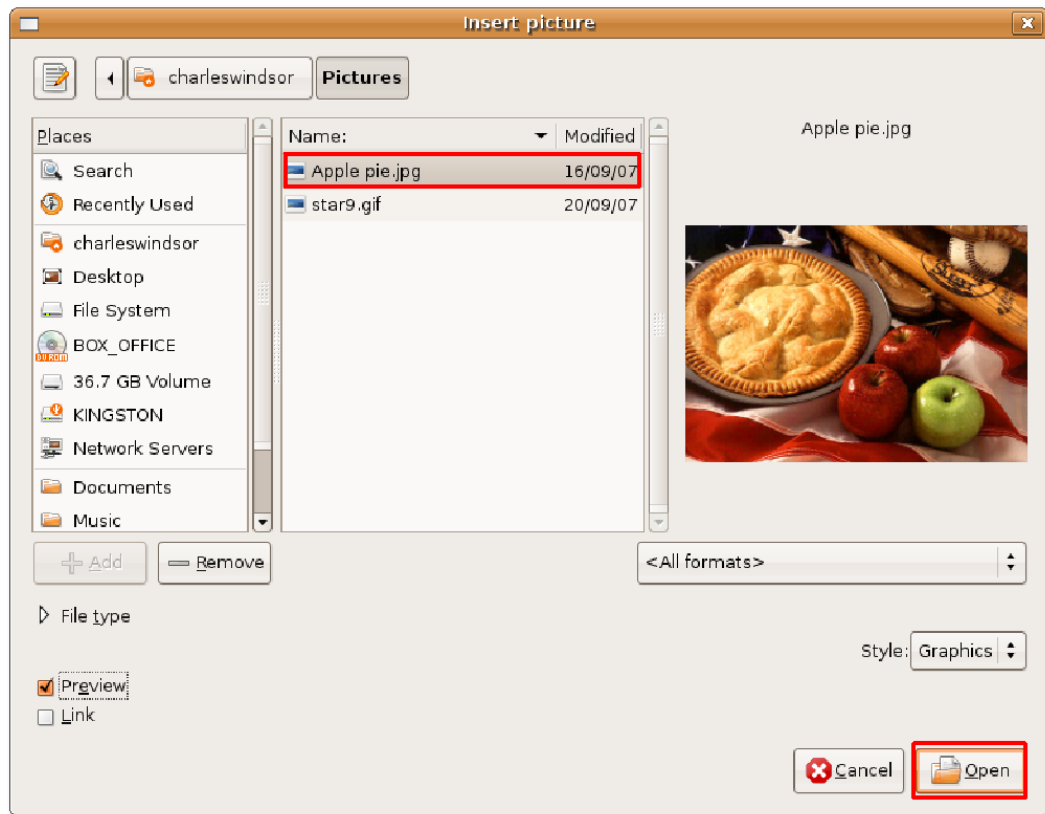 Insert picture
charleswindsor Pictures
Places
Search
Recently Used
charleswindsor
Desktop
File System
BOX_OFFICE
36.7 GB Volume
KINGSTON
Network Servers
Documents
Music
Name: Modified
Apple pie.jpg 16/09/07
star9.gif 20/09/07
Apple pie.jpg
Add Remove
<All formats>
File type
Style: Graphics
Preview
Link
Cancel Open